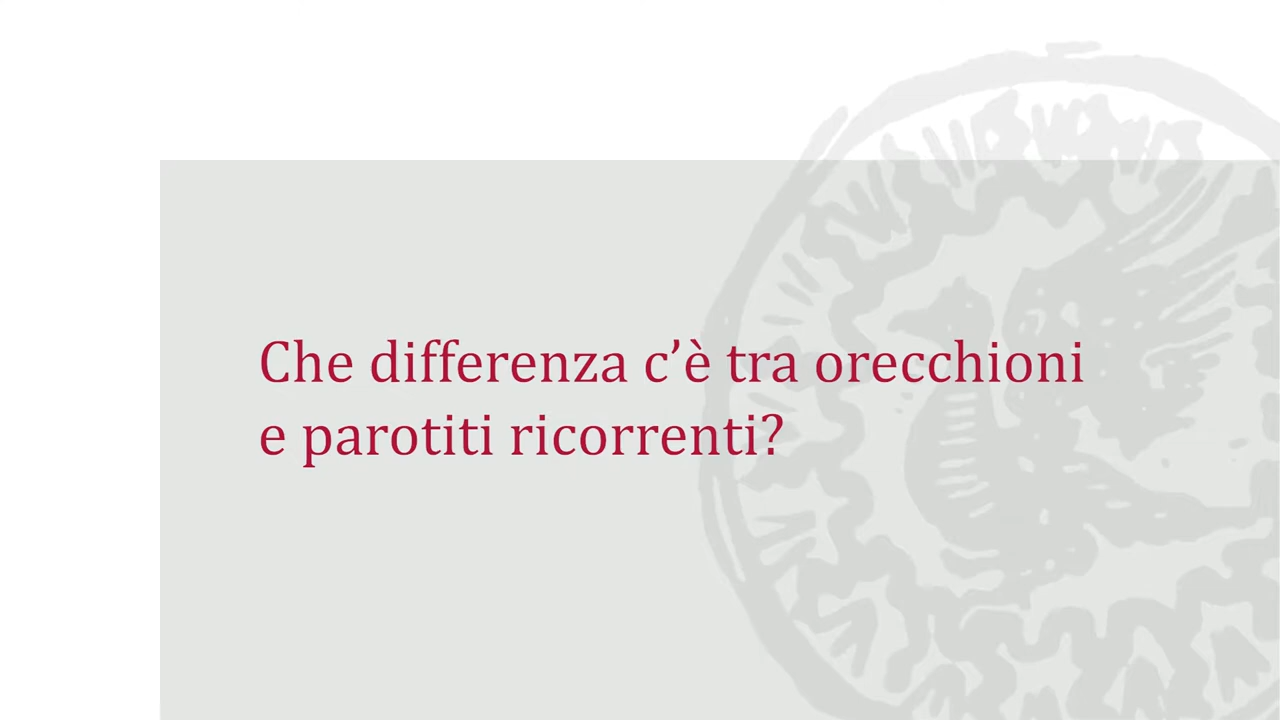 Che differenza c’è tra orecchioni
e parotiti ricorrenti?